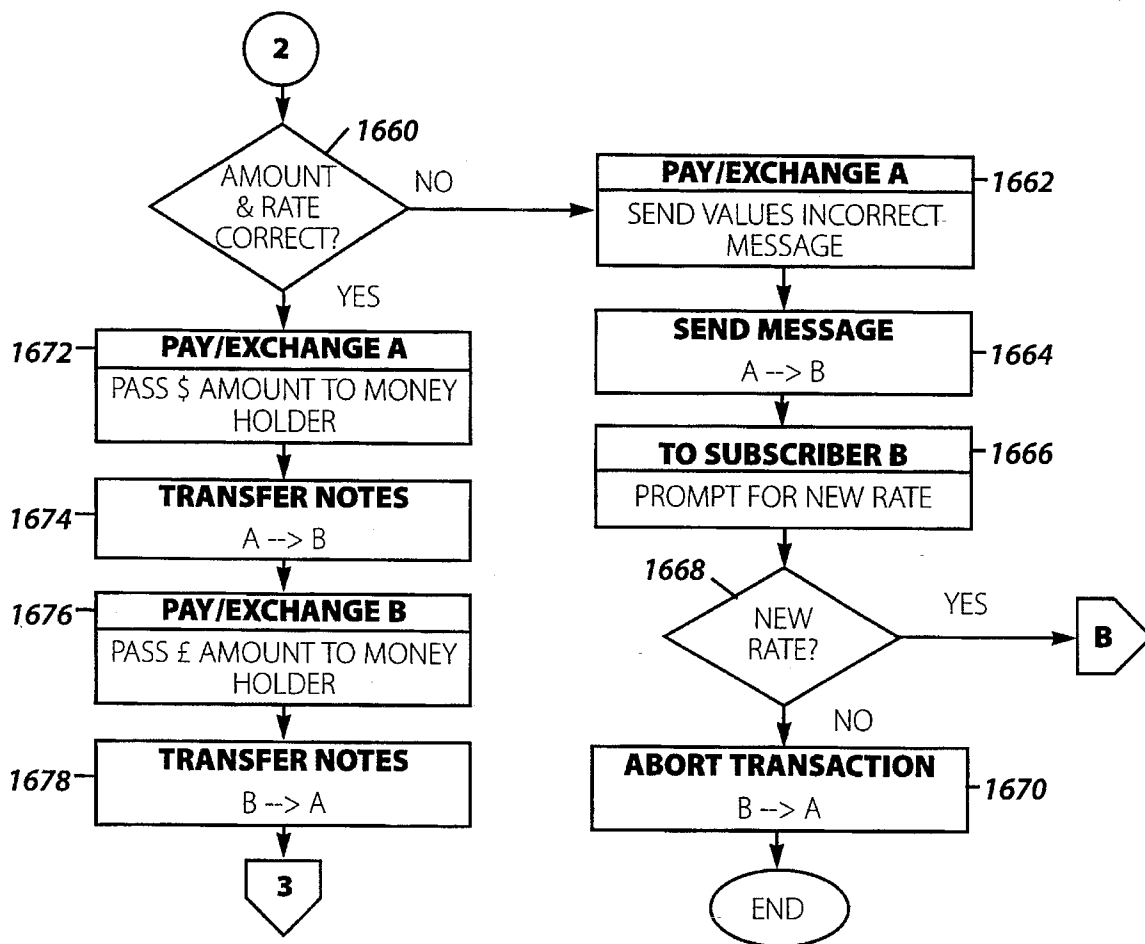 2
1660
AMOUNT
& RATE
CORRECT?
NO
YES
PAY/EXCHANGE A
1662
SEND VALUES INCORRECT
MESSAGE
SEND MESSAGE
1664
A --> B
TO SUBSCRIBER B
1666
PROMPT FOR NEW RATE
1668
NEW
RATE?
YES
B
NO
ABORT TRANSACTION
1670
B --> A
END
1672
PAY/EXCHANGE A
PASS $ AMOUNT TO MONEY
HOLDER
TRANSFER NOTES
1674
A --> B
1676
PAY/EXCHANGE B
PASS £ AMOUNT TO MONEY
HOLDER
TRANSFER NOTES
1678
B --> A
3